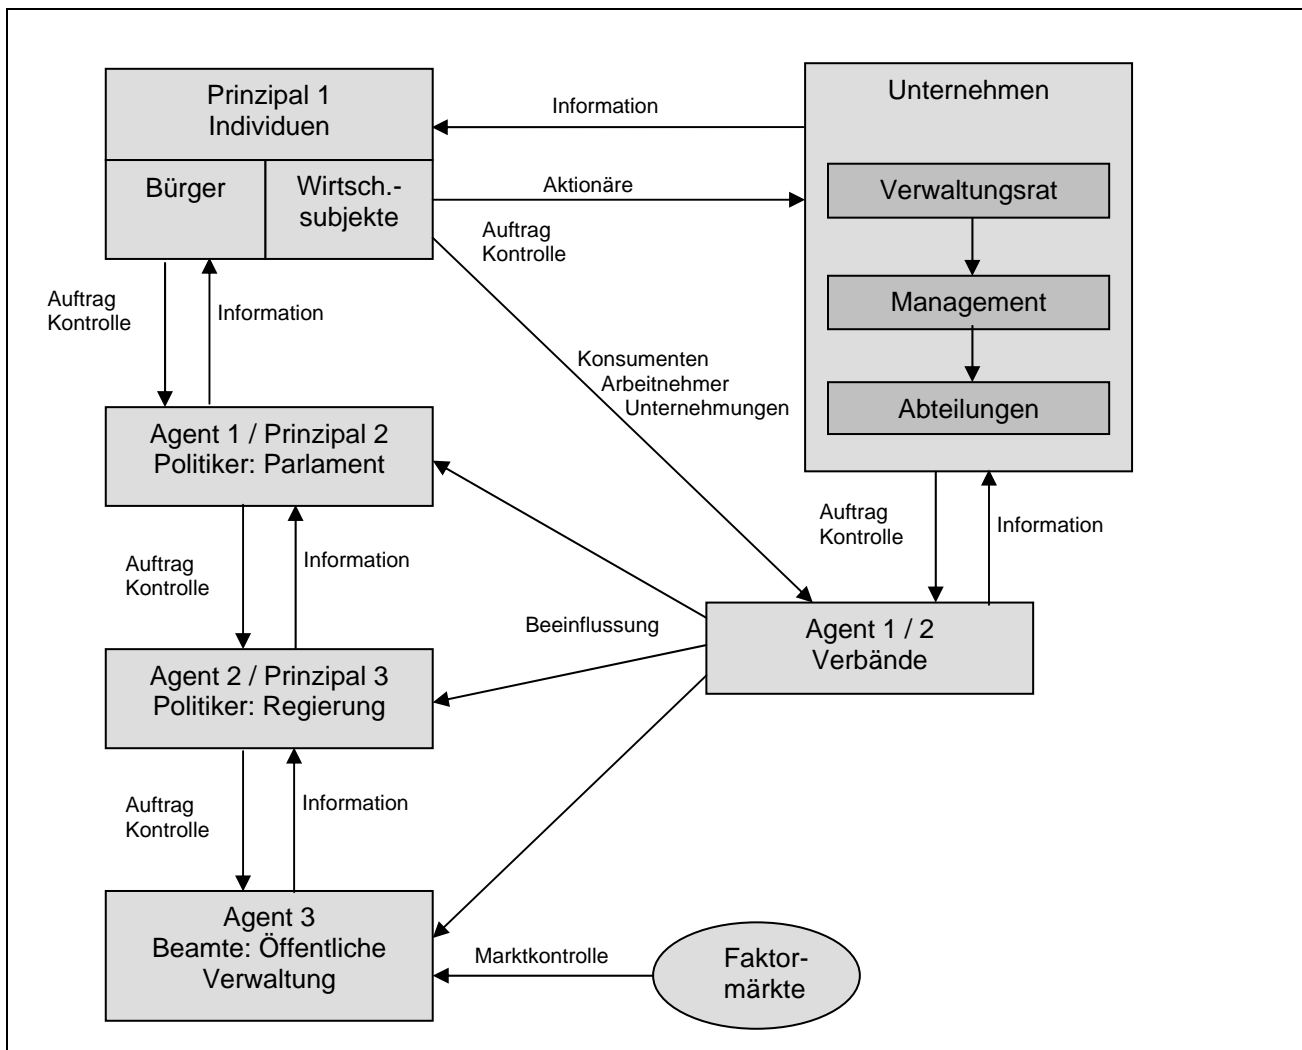 Prinzipal 1
Individuen
Bürger
Wirtsch.-
subjekte
Information
Aktionäre
Auftrag
Kontrolle
Unternehmen
Verwaltungsrat
Management
Abteilungen
Auftrag
Kontrolle
Information
Konsumenten
Arbeitnehmer
Unternehmungen
Agent 1 / Prinzipal 2
Politiker: Parlament
Auftrag
Kontrolle
Information
Auftrag
Kontrolle
Information
Beeinflussung
Agent 1 / 2
Verbände
Agent 2 / Prinzipal 3
Politiker: Regierung
Auftrag
Kontrolle
Information
Agent 3
Beamte: Öffentliche
Verwaltung
Marktkontrolle
Faktor-
märkte